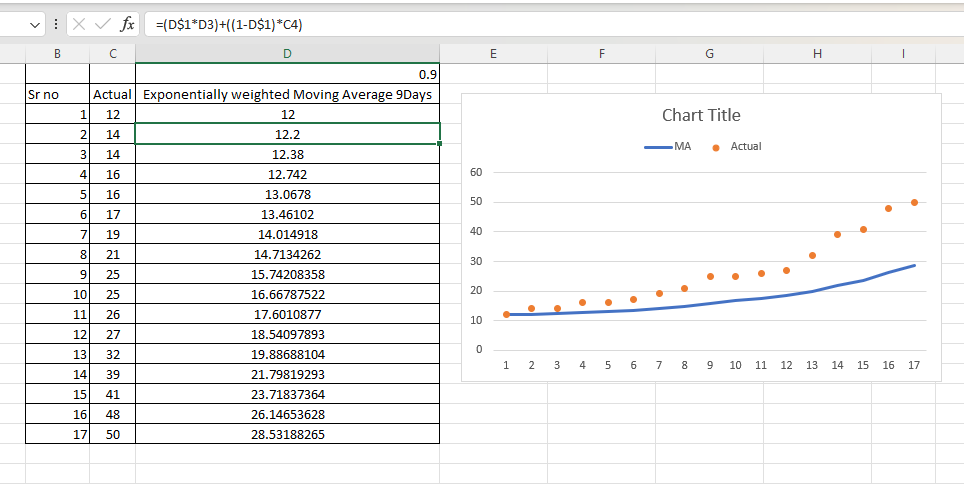 fx =(D$1*D3)+((1-D$1)*C4)
B C D E F G H I
0.9
Sr no Actual Exponentially weighted Moving Average 9Days
1 12 12
2 14 12.2
3 14 12.38
4 16 12.742
5 16 13.0678
6 17 13.46102
7 19 14.014918
8 21 14.7134262
9 25 15.74208358
10 25 16.66787522
11 26 17.6010877
12 27 18.54097893
13 32 19.88688104
14 39 21.79819293
15 41 23.71837364
16 48 26.14653628
17 50 28.53188265
Chart Title
MA Actual
60
50
40
30
20
10
0
1 2 3 4 5 6 7 8 9 10 11 12 13 14 15 16 17